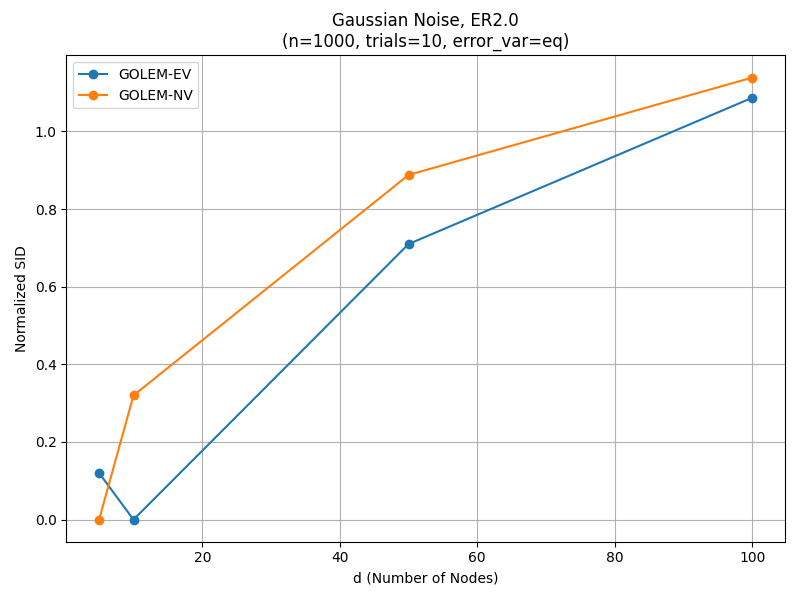 Gaussian Noise, ER2.0
(n=1000, trials=10, error_var=eq)
GOLEM-EV
GOLEM-NV
1.0
0.8
0.6
0.4
0.2
0.0
Normalized SID
20
40
60
80
100
d (Number of Nodes)